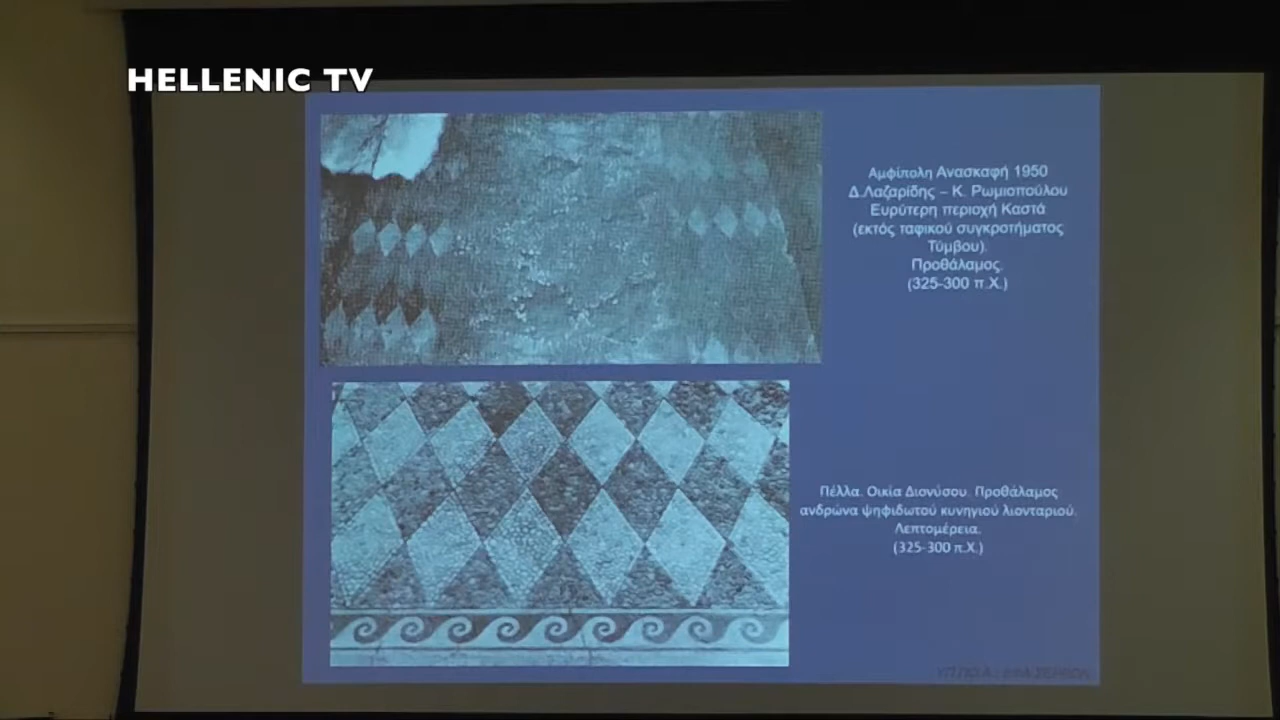 HELLENIC TV
Αμφίπολη Ανασκαφή 1950
Δ.Λαζαρίδης – Κ. Ρωμιοπούλου
Ευρύτερη περιοχή Καστά
(εκτός ταφικού συγκροτήματος
Τύμβου).
Προθάλαμος.
(325-300 π.Χ.)
Πέλλα. Οικία Διονύσου. Προθάλαμος
ανδρώνα ψηφιδωτού κυνηγιού λιονταριού.
Λεπτομέρεια.
(325-300 π.Χ.)